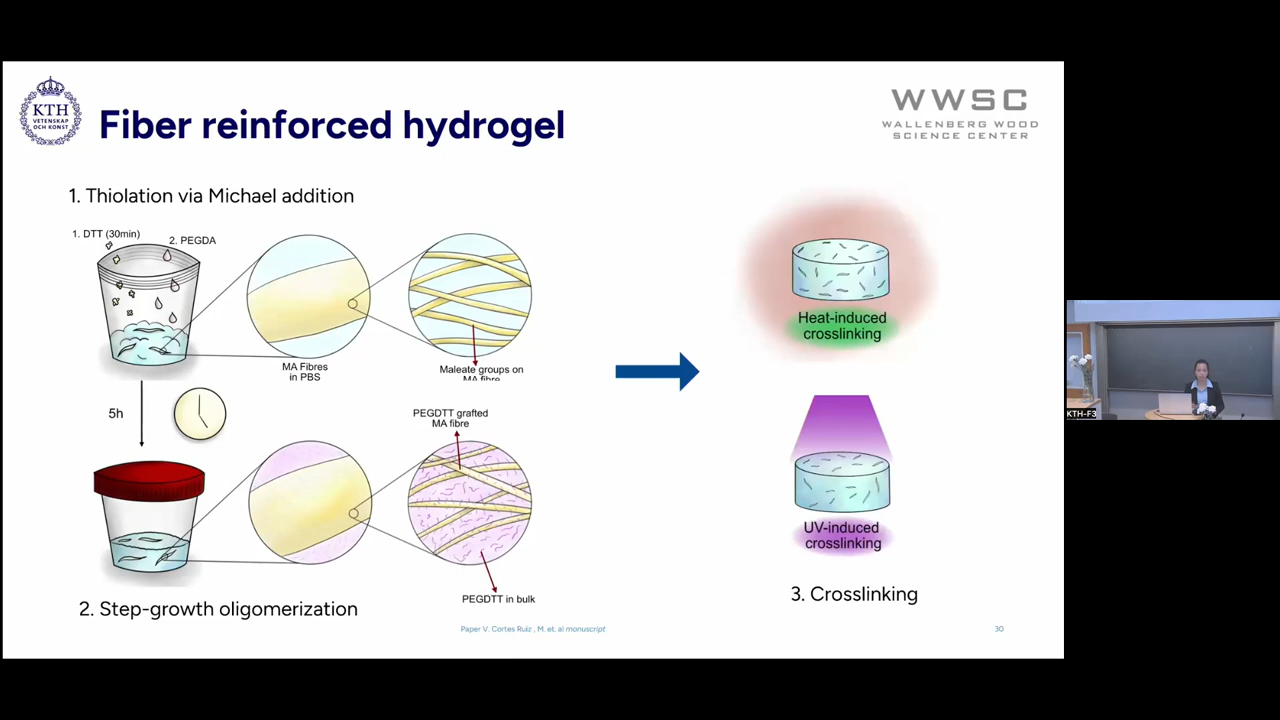 KTH
VETENSKAP
OCH KONST
Fiber reinforced hydrogel
WWSC
WALLENBERG WOOD
SCIENCE CENTER
1. Thiolation via Michael addition
1. DTT (30min)
2. PEGDA
MA Fibres
in PBS
Maleate groups on
MA fibre
5h
PEGDTT grafted
MA fibre
PEGDTT in bulk
2. Step-growth oligomerization
Heat-induced
crosslinking
UV-induced
crosslinking
3. Crosslinking
Paper V. Cortes Ruiz , M. et. al manuscript
30
KTH-F3